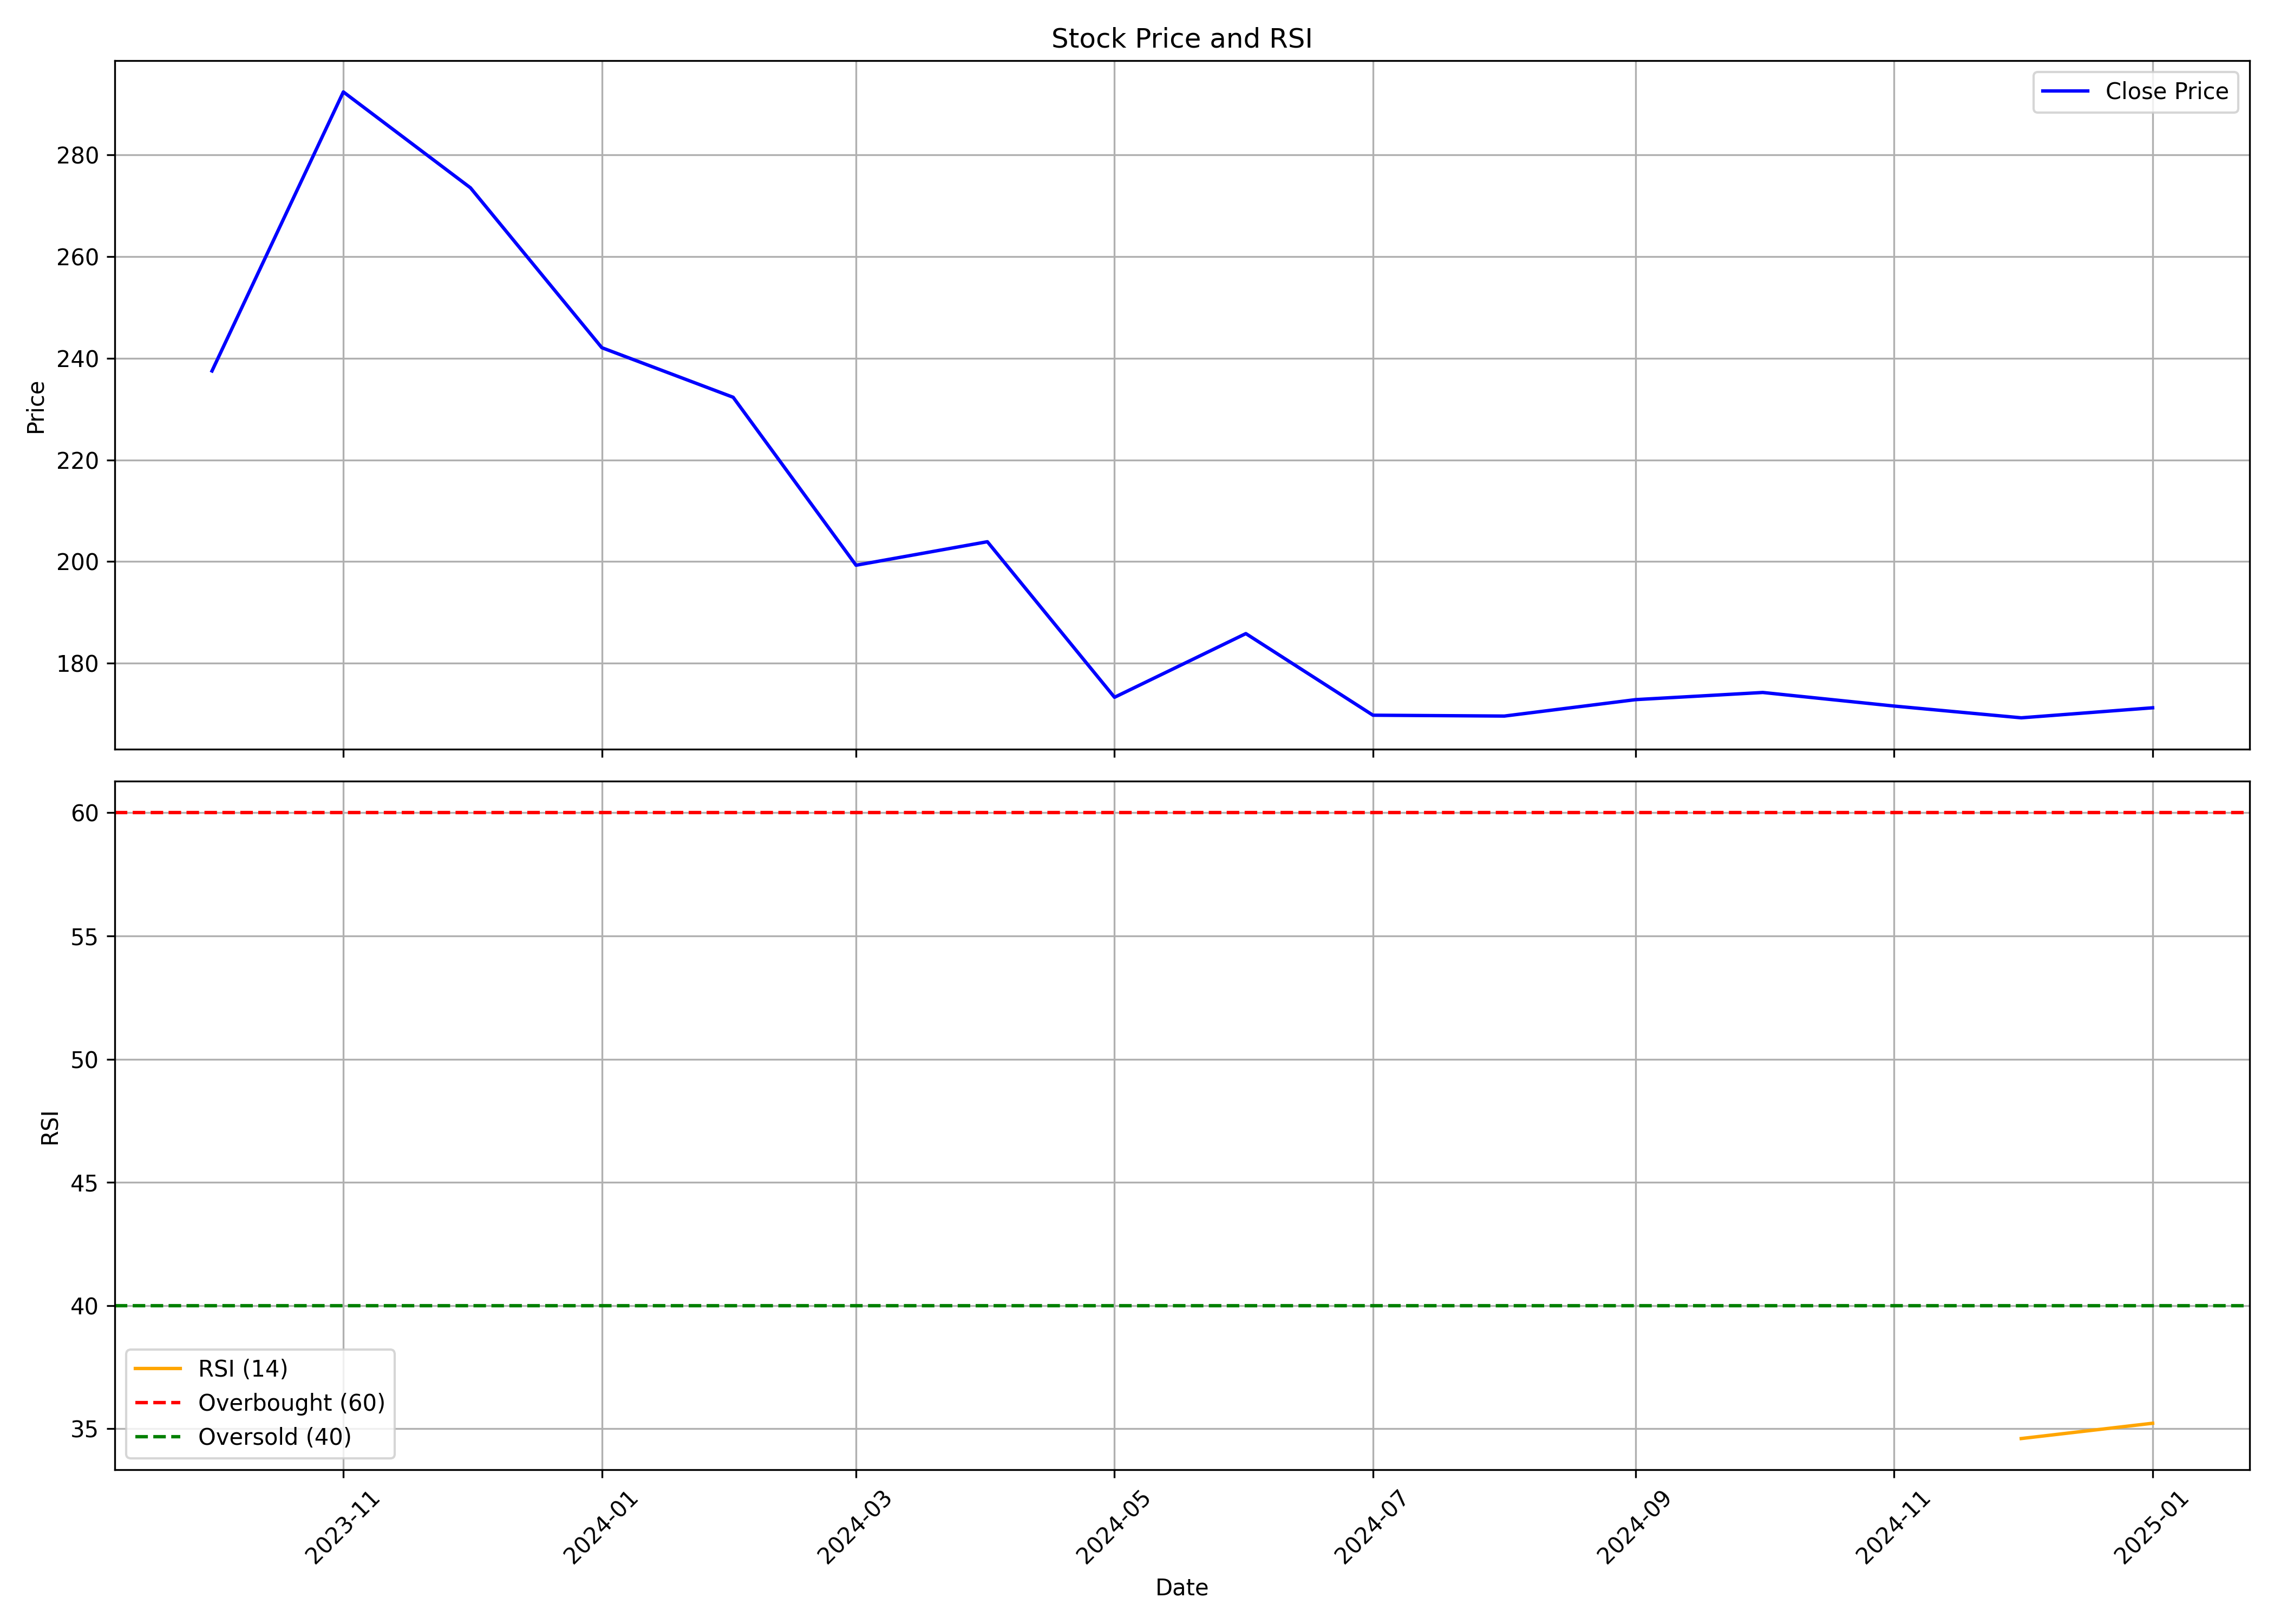 Stock Price and RSI
Close Price
280
260
240
220
200
180
Price
60
55
50
45
40
35
RSI
RSI (14)
Overbought (60)
Oversold (40)
2023-11
2024-01
2024-03
2024-05
2024-07
2024-09
2024-11
2025-01
Date